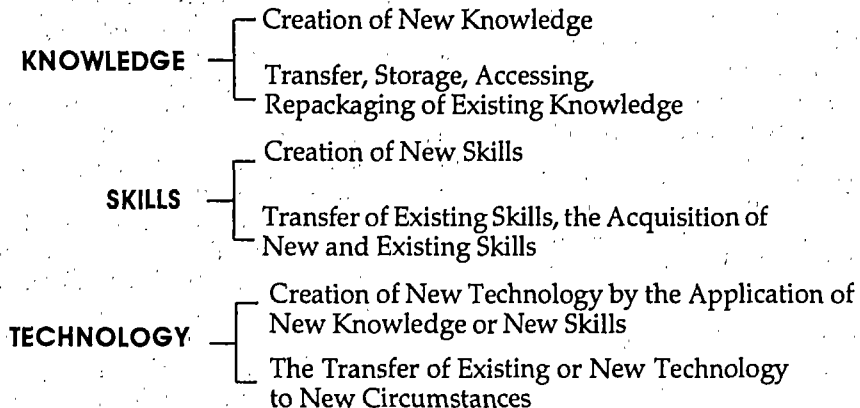 Creation of New Knowledge
KNOWLEDGE
Transfer, Storage, Accessing,
Repackaging of Existing Knowledge
Creation of New Skills
SKILLS
Transfer of Existing Skills, the Acquisition of
New and Existing Skills
Creation of New Technology by the Application of
New Knowledge or New Skills
TECHNOLOGY
The Transfer of Existing or New Technology
to New Circumstances